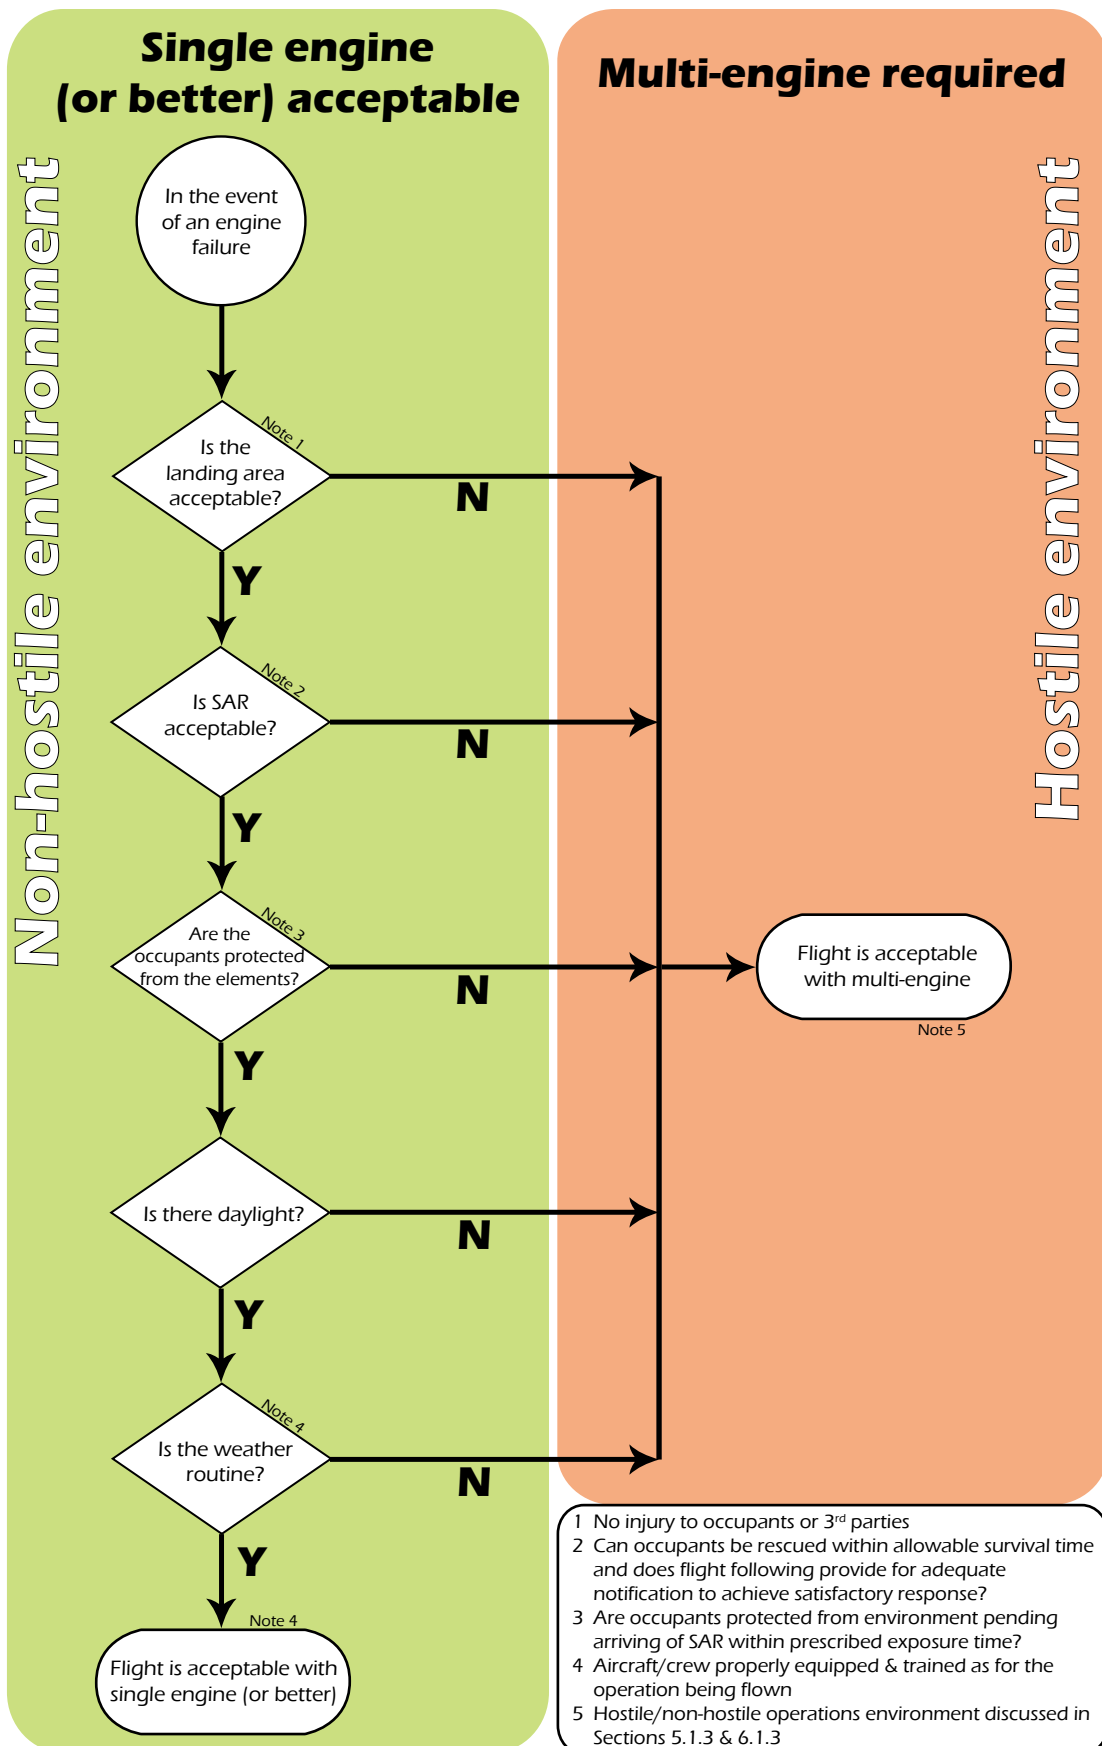 Single engine
(or better) acceptable
Multi-engine required
Non-hostile environment
Hostile environment
In the event
of an engine
failure
Note 1
Is the
landing area
acceptable?
N
Y
Note 2
Is SAR
acceptable?
N
Y
Note 3
Are the
occupants protected
from the elements?
N
Flight is acceptable
with multi-engine
Note 5
Y
Is there daylight?
N
Y
Note 4
Is the weather
routine?
N
Y
Note 4
Flight is acceptable with
single engine (or better)
1 No injury to occupants or 3rd parties
2 Can occupants be rescued within allowable survival time
and does flight following provide for adequate
notification to achieve satisfactory response?
3 Are occupants protected from environment pending
arriving of SAR within prescribed exposure time?
4 Aircraft/crew properly equipped & trained as for the
operation being flown
5 Hostile/non-hostile operations environment discussed in
Sections 5.1.3 & 6.1.3